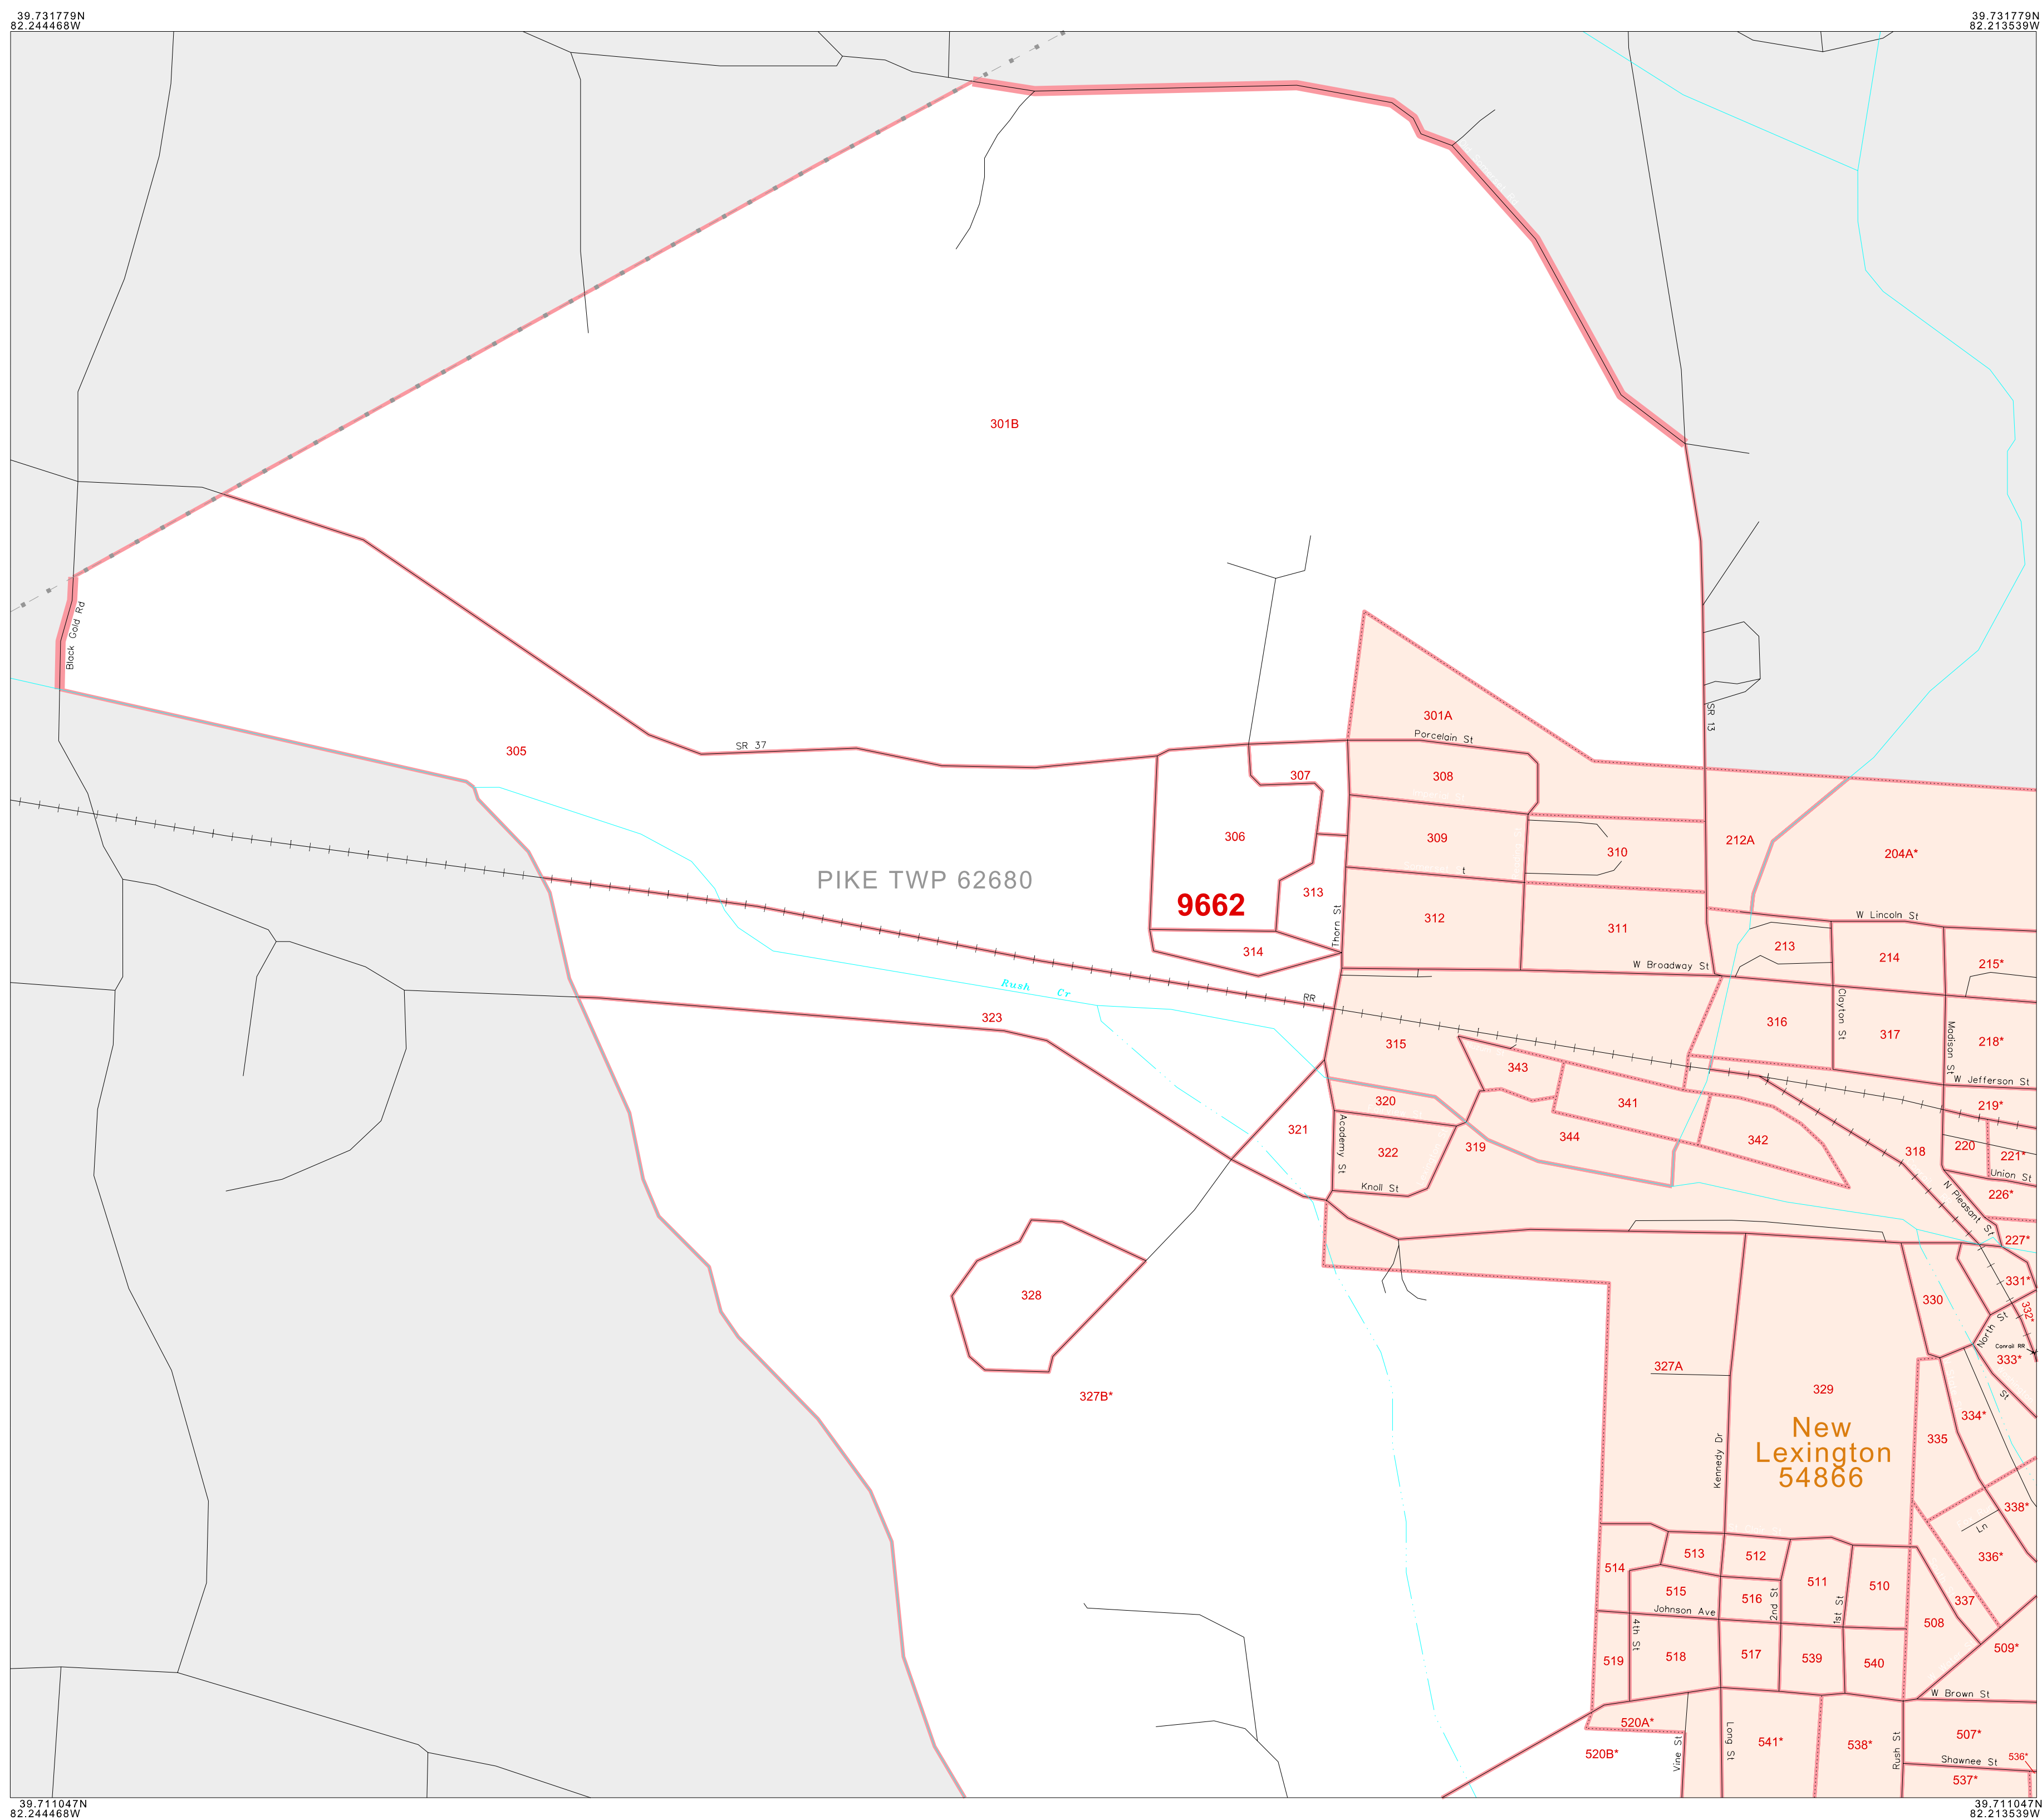 39.731779N
82.244468W
39.731779N
82.213539W
301B
Black Gold Rd
305
SR 37
301A
Porcelain St
SR 13
307
308
306
309
310
212A
204A*
PIKE TWP 62680
9662
t
313
Thorn St
312
311
W Lincoln St
213
214
215*
314
W Broadway St
Rush Cr
RR
323
315
316
Clayton St
317
Madison St
218*
343
W Jefferson St
320
341
219*
321
Academy St
322
319
344
342
318
220
221*
Union St
Knoll St
N Pleasant St
226*
227*
328
330
331*
332*
North St
Conrail RR
333*
327A
327B*
329
St
334*
335
New
Lexington
54866
Kennedy Dr
338*
Ln
336*
514
513
512
511
510
515
516
2nd St
1st St
337
Johnson Ave
508
4th St
509*
519
518
517
539
540
W Brown St
520A*
520B*
Vine St
Long St
541*
538*
Rush St
507*
Shawnee St
536*
537*
39.711047N
82.244468W
39.711047N
82.213539W